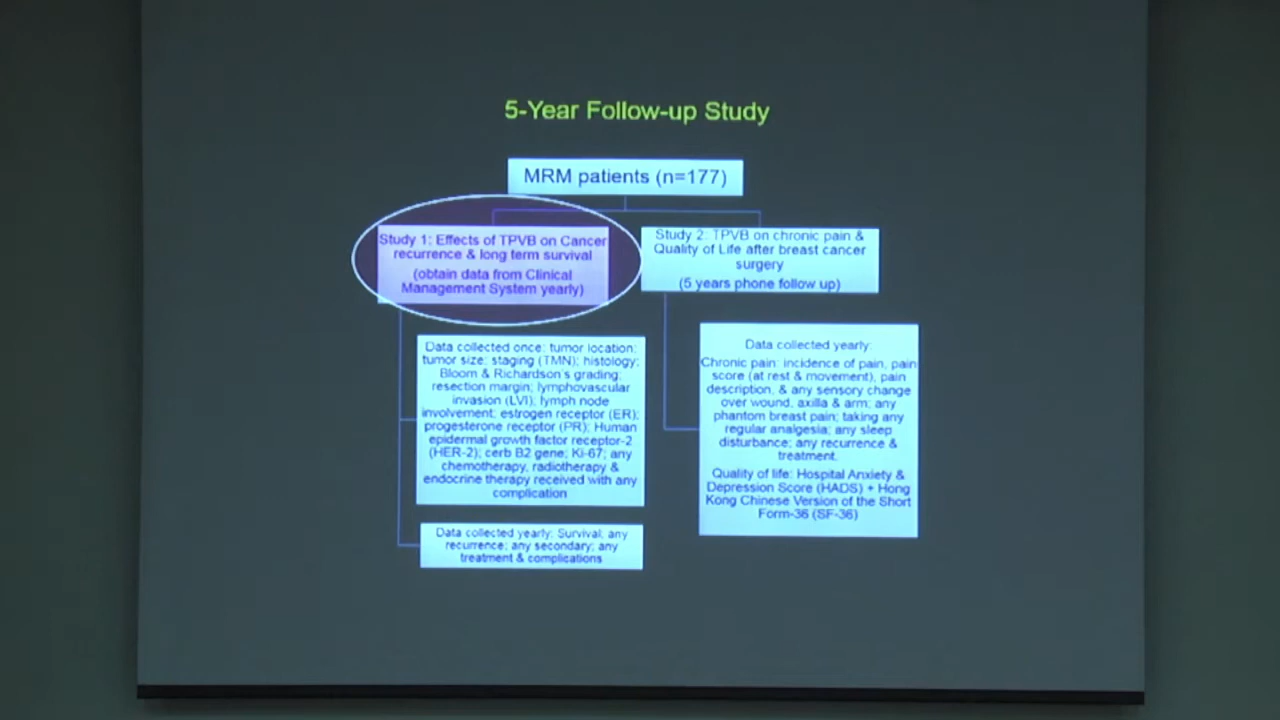 5-Year Follow-up Study
MRM patients (n=177)
Study 1: Effects of TPVB on Cancer
recurrence & long term survival
(obtain data from Clinical
Management System yearly)
Study 2: TPVB on chronic pain &
Quality of Life after breast cancer
surgery
(5 years phone follow up)
Data collected once: tumor location;
tumor size; staging (TMN); histology;
Bloom & Richardson's grading;
resection margin; lymphovascular
invasion (LVI); lymph node
involvement; estrogen receptor (ER);
progesterone receptor (PR); Human
epidermal growth factor receptor-2
(HER-2); cerb B2 gene; Ki-67; any
chemotherapy, radiotherapy &
endocrine therapy received with any
complication
Data collected yearly: Survival; any
recurrence; any secondary; any
treatment & complications
Data collected yearly:
Chronic pain: incidence of pain, pain
score (at rest & movement), pain
description, & any sensory change
over wound, axilla & arm; any
phantom breast pain; taking any
regular analgesia; any sleep
disturbance; any recurrence &
treatment.
Quality of life: Hospital Anxiety &
Depression Score (HADS) + Hong
Kong Chinese Version of the Short
Form-36 (SF-36)